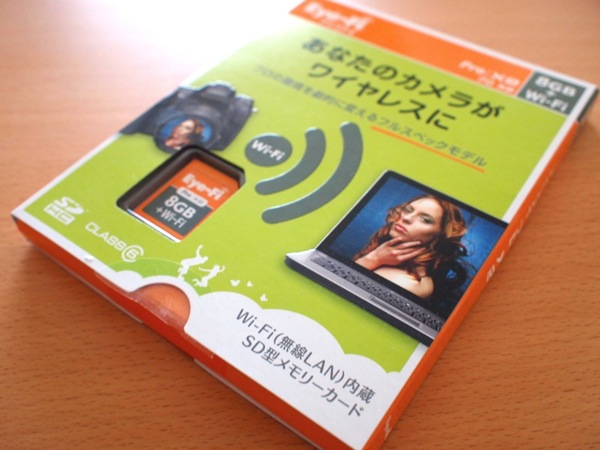 Eye-Fi
Pro X2
8GB
+
Wi-Fi
あなたのカメラが
ワイヤレスに
プロの現場を劇的に変えるフルスペックモデル
Wi-Fi
Eye-Fi
8GB
+Wi-Fi
SD
HC
CLASS 6
Wi-Fi(無線LAN)内蔵
SD型メモリーカード